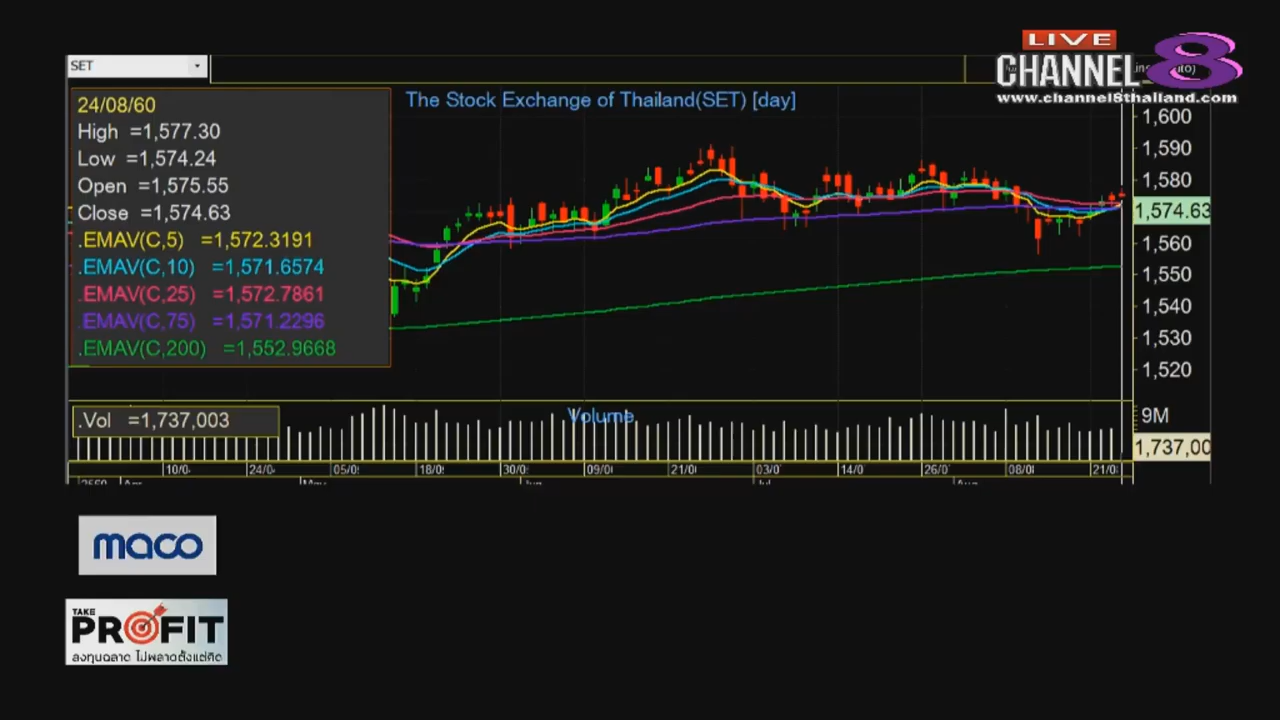 SET
LIVE
CHANNEL 8
www.channel8thailand.com
The Stock Exchange of Thailand(SET) [day]
24/08/60
High =1,577.30
Low =1,574.24
Open =1,575.55
Close =1,574.63
.EMAV(C,5) =1,572.3191
.EMAV(C,10) =1,571.6574
.EMAV(C,25) =1,572.7861
.EMAV(C,75) =1,571.2296
.EMAV(C,200) =1,552.9668
1,600
1,590
1,580
1,574.63
1,560
1,550
1,540
1,530
1,520
.Vol =1,737,003
Volume
9M
1,737,00
10/0 24/0 05/0 18/0 30/0 09/0 21/0 03/0 14/0 26/0 08/0 21/0
maco
TAKE
PROFIT
ลงทุนฉลาด ไม่พลาดตั้งแต่คิด